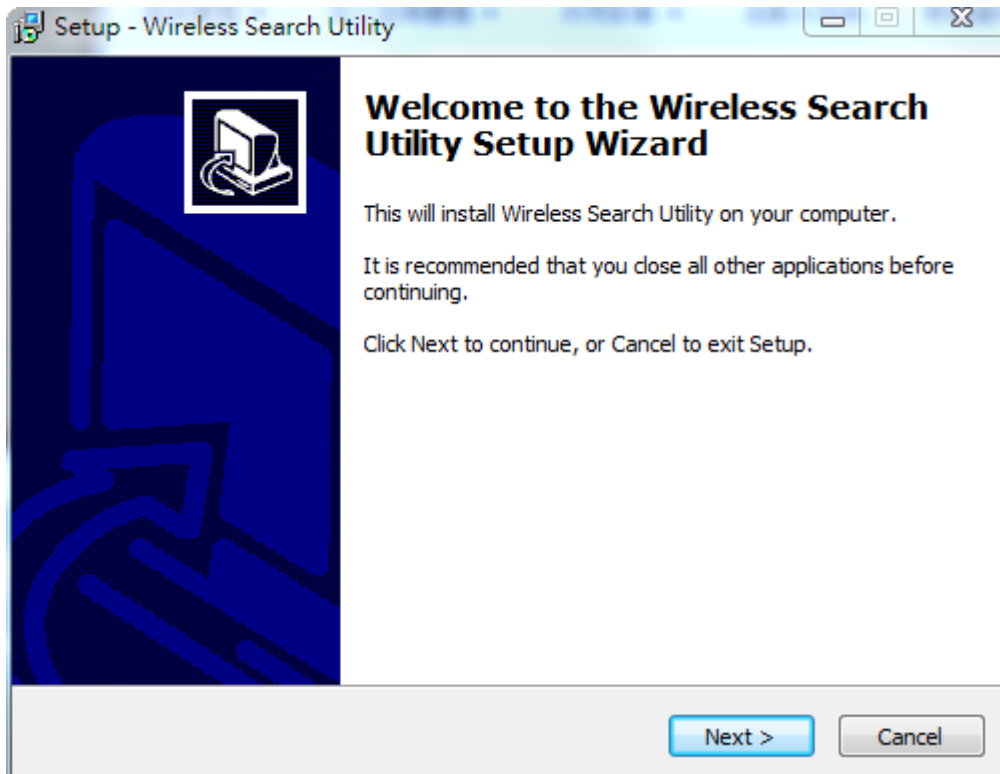 Setup - Wireless Search Utility
Welcome to the Wireless Search
Utility Setup Wizard
This will install Wireless Search Utility on your computer.
It is recommended that you close all other applications before
continuing.
Click Next to continue, or Cancel to exit Setup.
Next >
Cancel